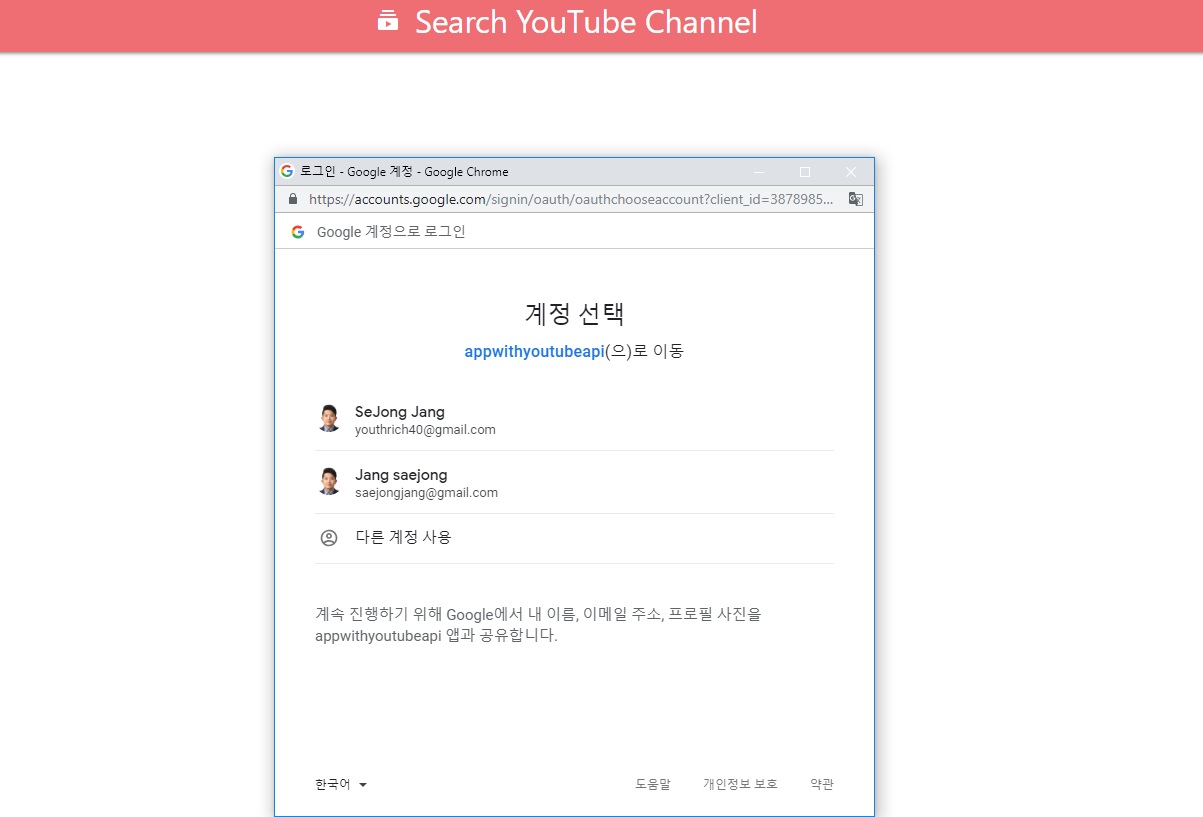 Search YouTube Channel
로그인 - Google 계정 - Google Chrome
https://accounts.google.com/signin/oauth/oauthchooseaccount?client_id=3878985...
Google 계정으로 로그인
계정 선택
appwithyoutubeapi(으)로 이동
SeJong Jang
youthrich40@gmail.com
Jang saejong
saejongjang@gmail.com
다른 계정 사용
계속 진행하기 위해 Google에서 내 이름, 이메일 주소, 프로필 사진을
appwithyoutubeapi 앱과 공유합니다.
한국어 도움말 개인정보 보호 약관